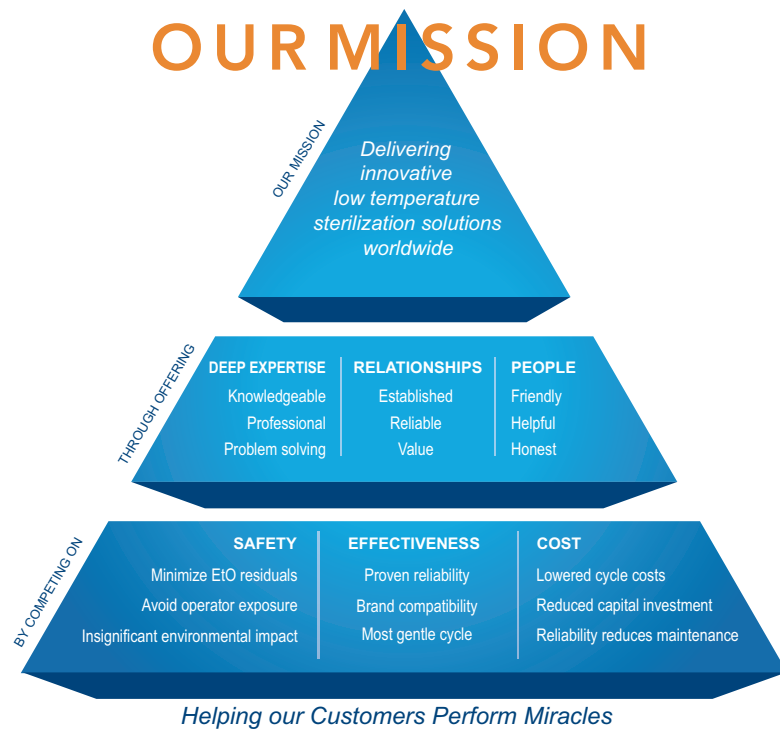 OUR MISSION
OUR MISSION
Delivering
innovative
low temperature
sterilization solutions
worldwide
THROUGH OFFERING
DEEP EXPERTISE
Knowledgeable
Professional
Problem solving
RELATIONSHIPS
Established
Reliable
Value
PEOPLE
Friendly
Helpful
Honest
BY COMPETING ON
SAFETY
Minimize EtO residuals
Avoid operator exposure
Insignificant environmental impact
EFFECTIVENESS
Proven reliability
Brand compatibility
Most gentle cycle
COST
Lowered cycle costs
Reduced capital investment
Reliability reduces maintenance
Helping our Customers Perform Miracles